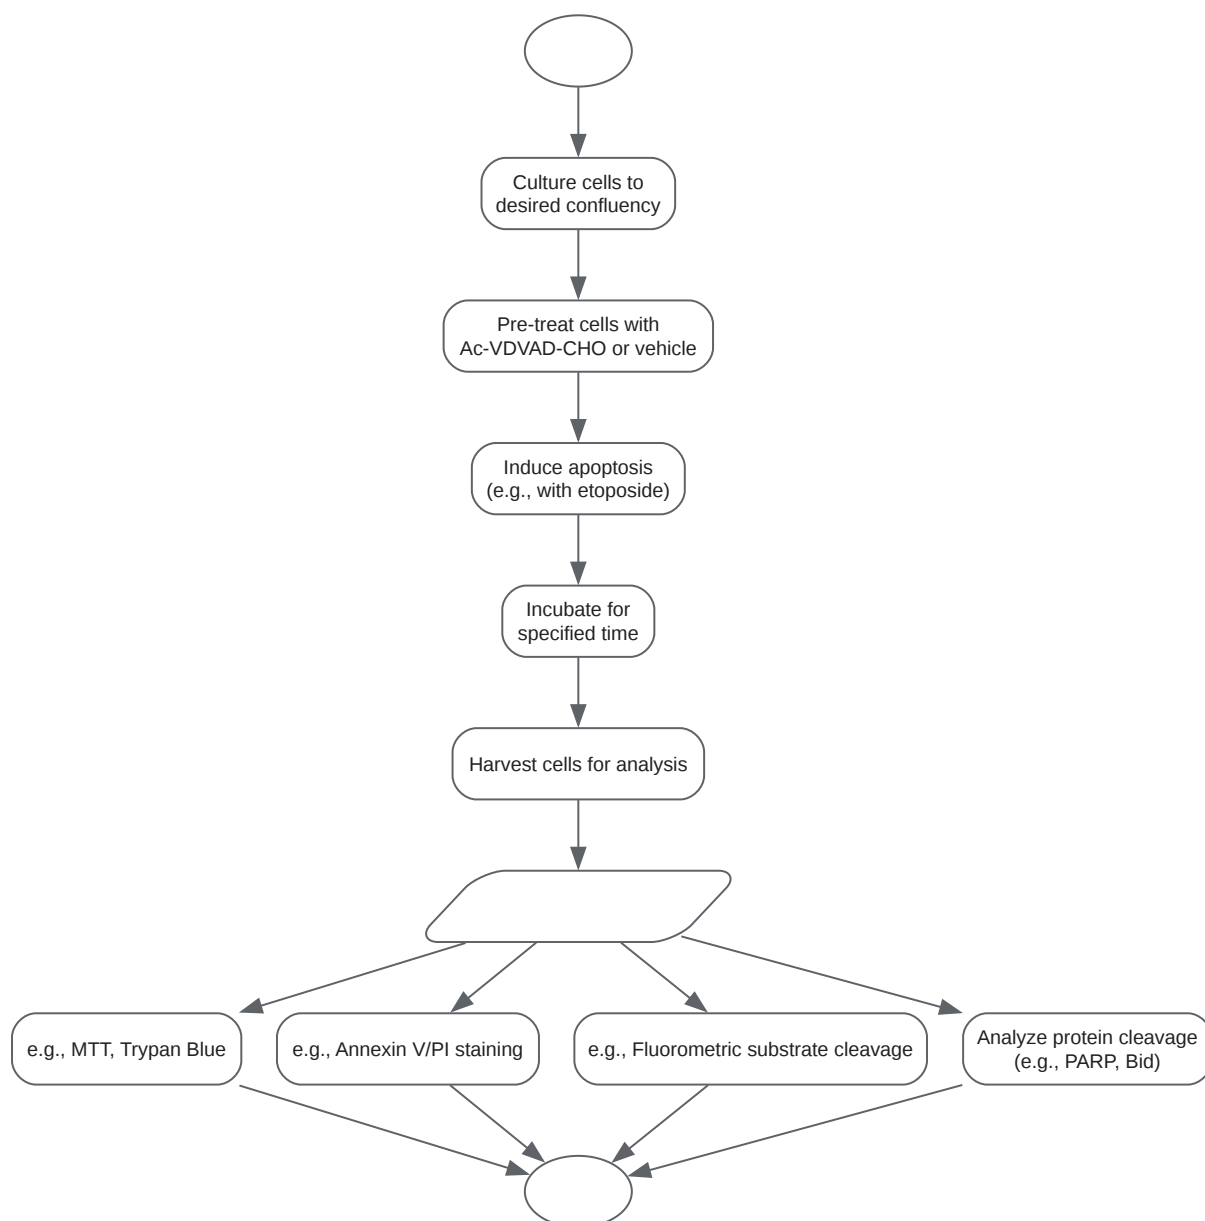 Culture cells to
desired confluency
Pre-treat cells with
Ac-VDVAD-CHO or vehicle
Induce apoptosis
(e.g., with etoposide)
Incubate for
specified time
Harvest cells for analysis
e.g., MTT, Trypan Blue
e.g., Annexin V/PI staining
e.g., Fluorometric substrate cleavage
Analyze protein cleavage
(e.g., PARP, Bid)